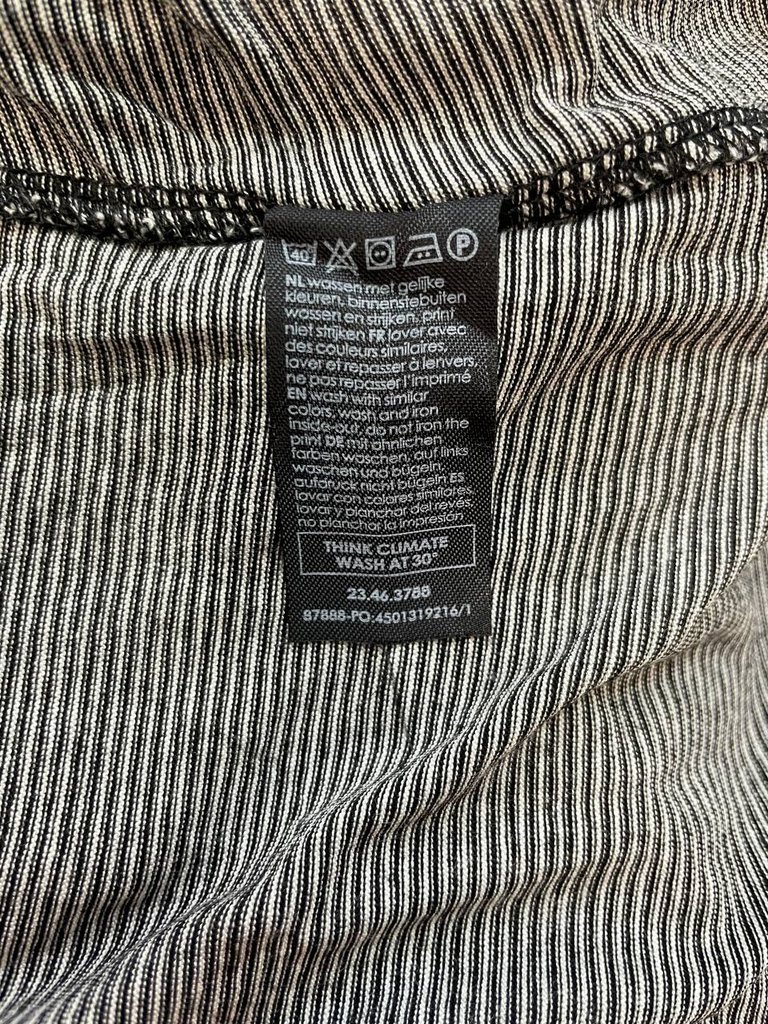 40 P
NL wassen met gelijke
kleuren, binnenstebuiten
wassen en strijken, print
niet strijken FR laver avec
des couleurs similaires,
laver et repasser à l'envers,
ne pas repasser l'imprimé
EN wash with similar
colors, wash and iron
inside-out, do not iron the
print DE mit ähnlichen
farben waschen, auf links
waschen und bügeln,
aufdruck nicht bügeln ES
lavar con colores similares,
lavar y planchar del revés,
no planchar la impresión
THINK CLIMATE
WASH AT 30°
23.46.3788
87888-PO:4501319216/1